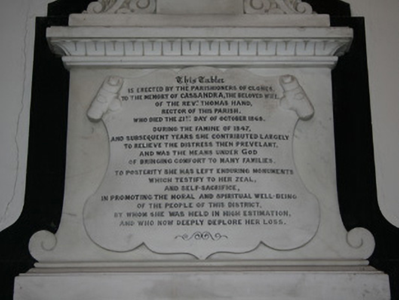 This Tablet
IS ERECTED BY THE PARISHIONERS OF CLONES,
TO THE MEMORY OF CASSANDRA, THE BELOVED WIFE,
OF THE REVD. THOMAS HAND,
RECTOR OF THIS PARISH,
WHO DIED THE 21ST. DAY OF OCTOBER 1868.
DURING THE FAMINE OF 1847,
AND SUBSEQUENT YEARS SHE CONTRIBUTED LARGELY
TO RELIEVE THE DISTRESS THEN PREVELANT,
AND WAS THE MEANS UNDER GOD
OF BRINGING COMFORT TO MANY FAMILIES.
TO POSTERITY SHE HAS LEFT ENDURING MONUMENTS
WHICH TESTIFY TO HER ZEAL,
AND SELF-SACRIFICE,
IN PROMOTING THE MORAL AND SPIRITUAL WELL-BEING
OF THE PEOPLE OF THIS DISTRICT,
BY WHOM SHE WAS HELD IN HIGH ESTIMATION,
AND WHO NOW DEEPLY DEPLORE HER LOSS.